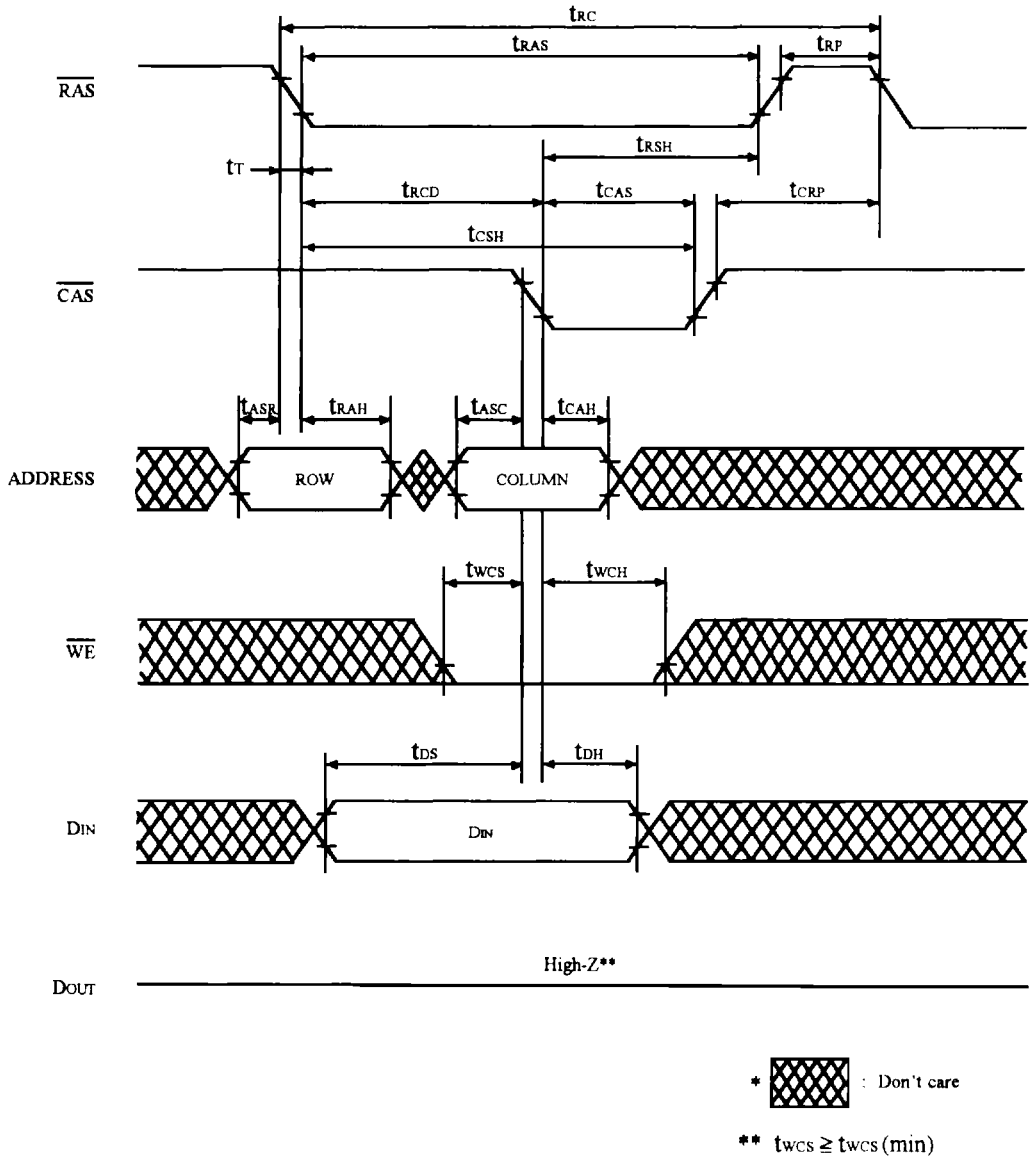 tRC
tRAS
tRP
RAS
tRSH
tT
tRCD
tCAS
tCRP
tCSH
CAS
tASR
tRAH
tASC
tCAH
ADDRESS
ROW
COLUMN
tWCS
tWCH
WE
tDS
tDH
DIN
DIN
High-Z**
DOUT
* : Don't care
** tWCS ≧ tWCS (min)